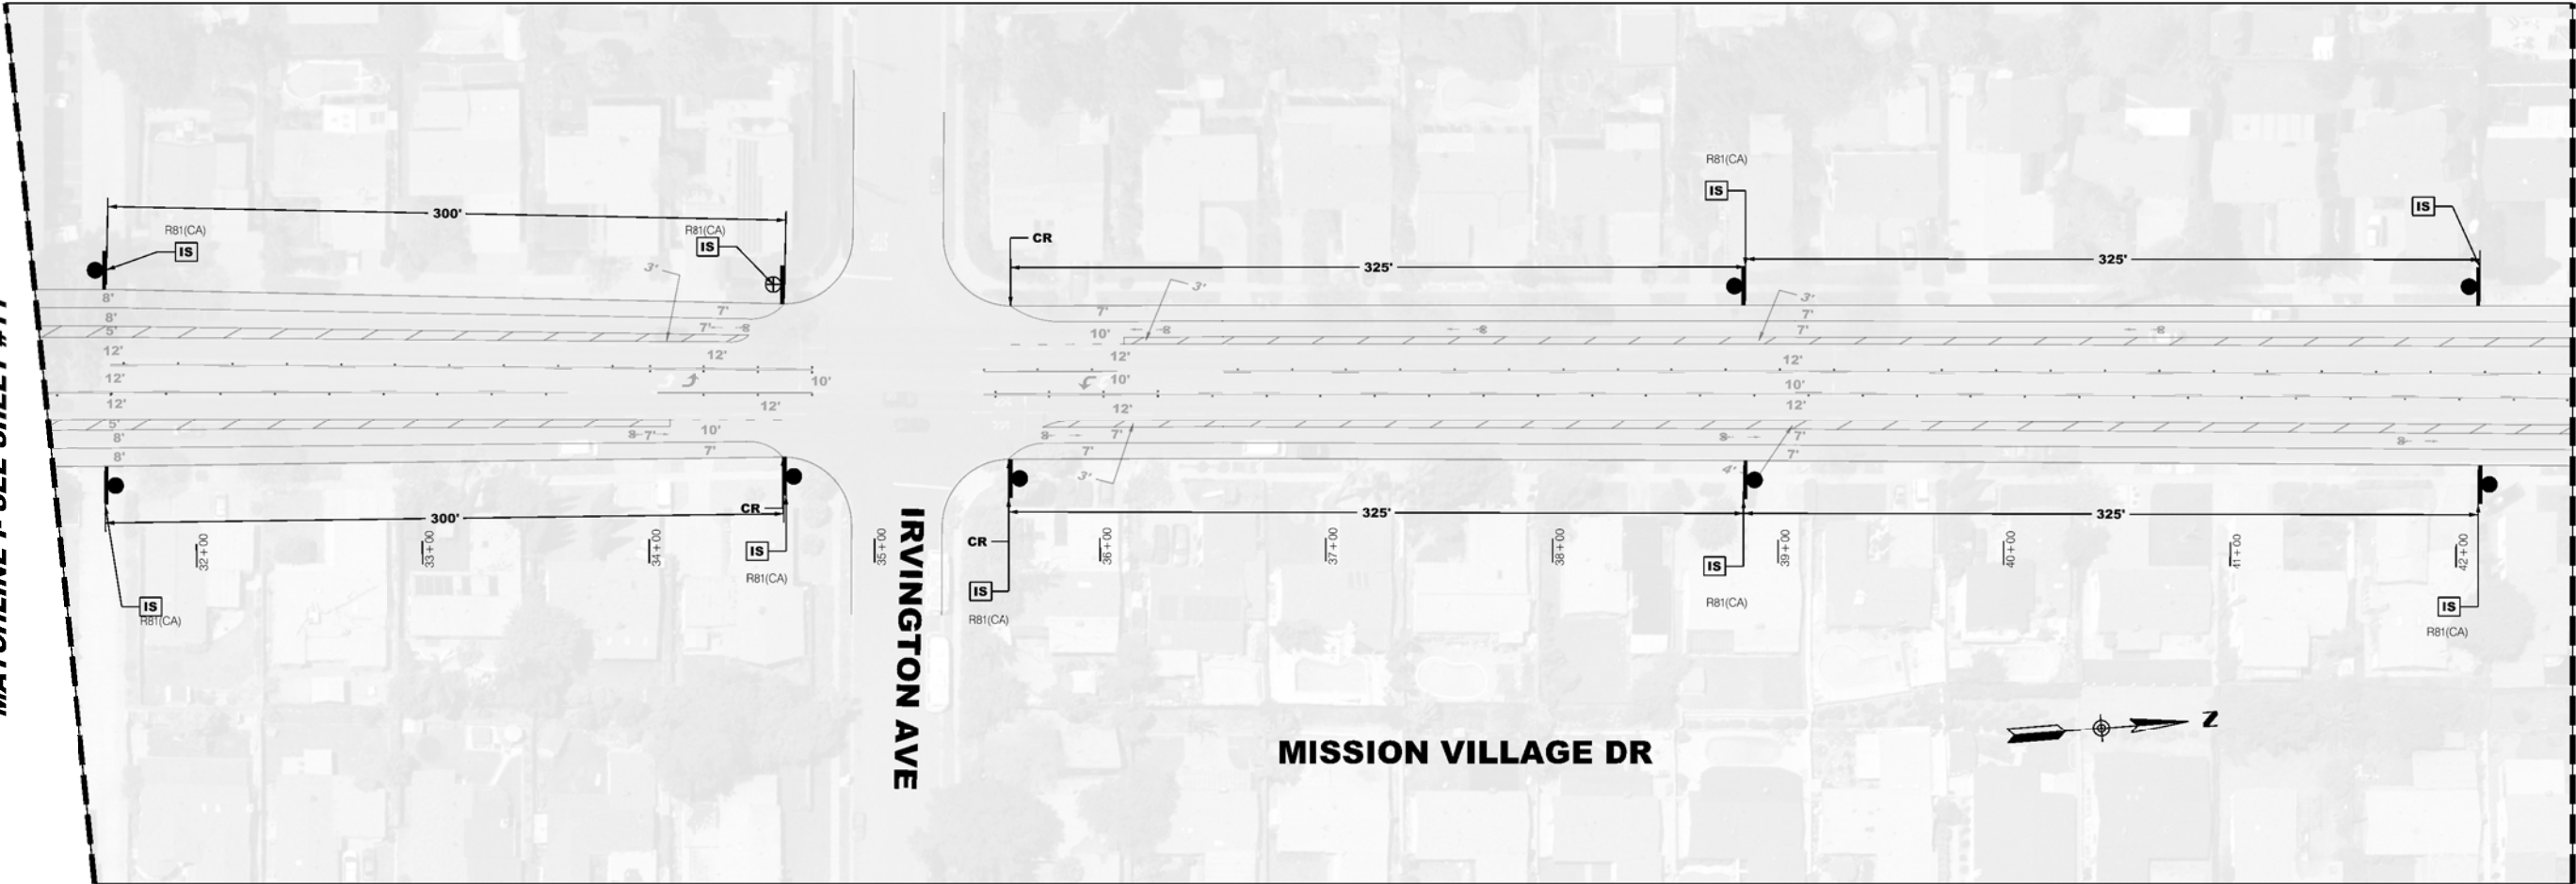 R81(CA)
IS
IS
300'
R81(CA)
IS
R81(CA)
IS
CR
3'
325'
325'
3'
3'
8'
8'
5'
12'
12'
12'
5'
8'
8'
7'
7'
12'
10'
12'
7'
10'
7'
7'
10'
12'
10'
12'
7'
7'
3'
7'
7'
12'
10'
12'
7'
7'
4'
300'
CR
IS
R81(CA)
IS
R81(CA)
325'
325'
CR
IS
R81(CA)
IS
R81(CA)
IS
R81(CA)
32+00
33+00
34+00
35+00
36+00
37+00
38+00
39+00
40+00
41+00
42+00
IRVINGTON AVE
MISSION VILLAGE DR
Z